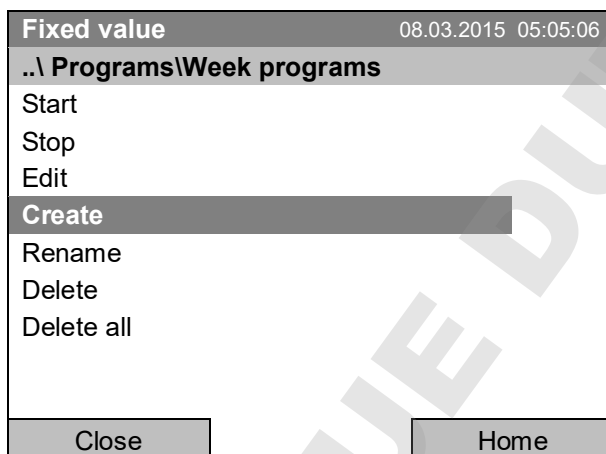 Fixed value 08.03.2015 05:05:06
..\ Programs\Week programs
Start
Stop
Edit
Create
Rename
Delete
Delete all
Close Home